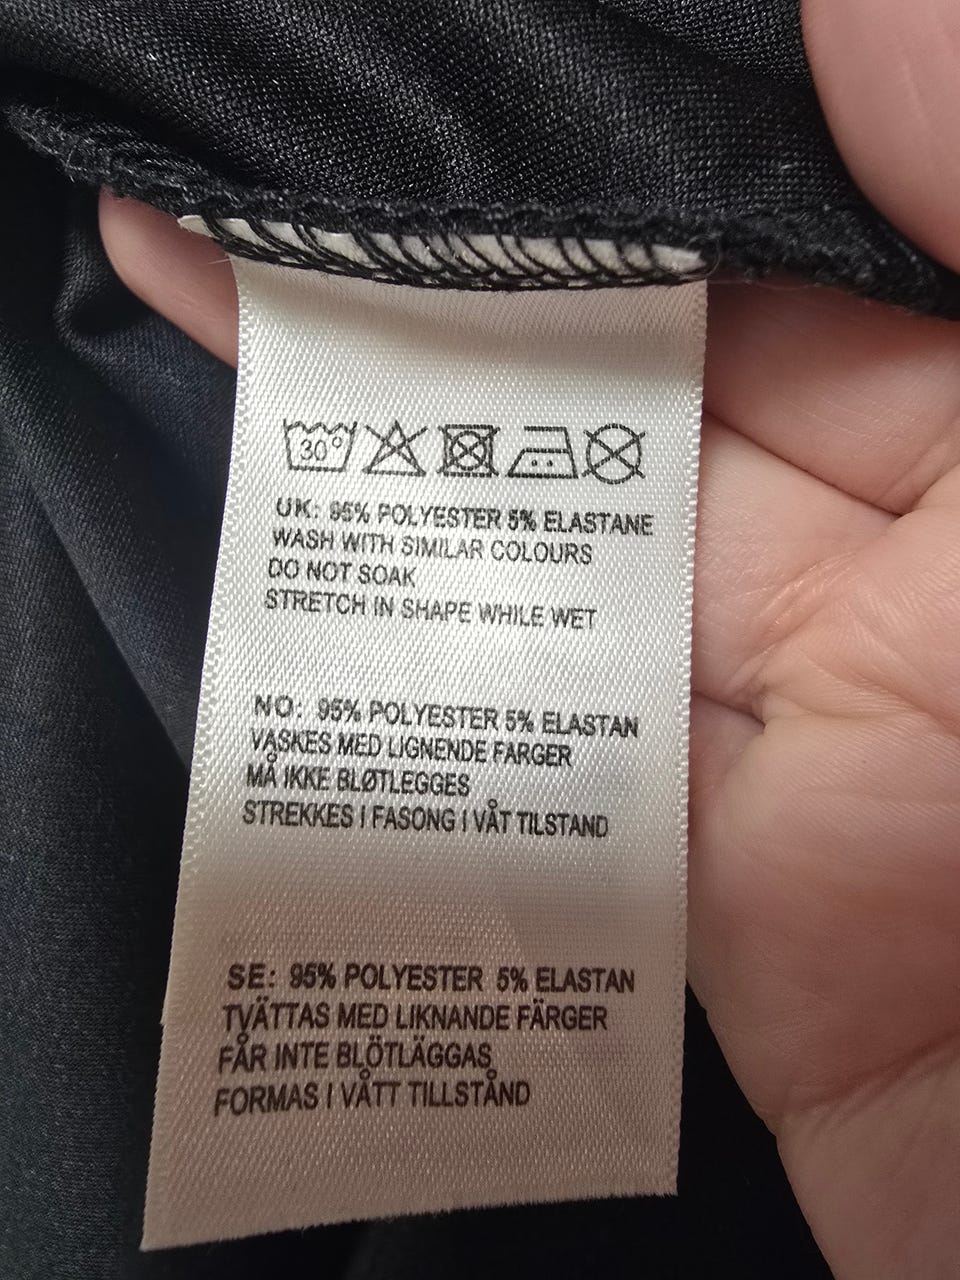 30°
UK: 95% POLYESTER 5% ELASTANE
WASH WITH SIMILAR COLOURS
DO NOT SOAK
STRETCH IN SHAPE WHILE WET
NO: 95% POLYESTER 5% ELASTAN
VASKES MED LIGNENDE FARGER
MÅ IKKE BLØTLEGGES
STREKKES I FASONG I VÅT TILSTAND
SE: 95% POLYESTER 5% ELASTAN
TVÄTTAS MED LIKNANDE FÄRGER
FÅR INTE BLÖTLÄGGAS
FORMAS I VÅTT TILLSTÅND